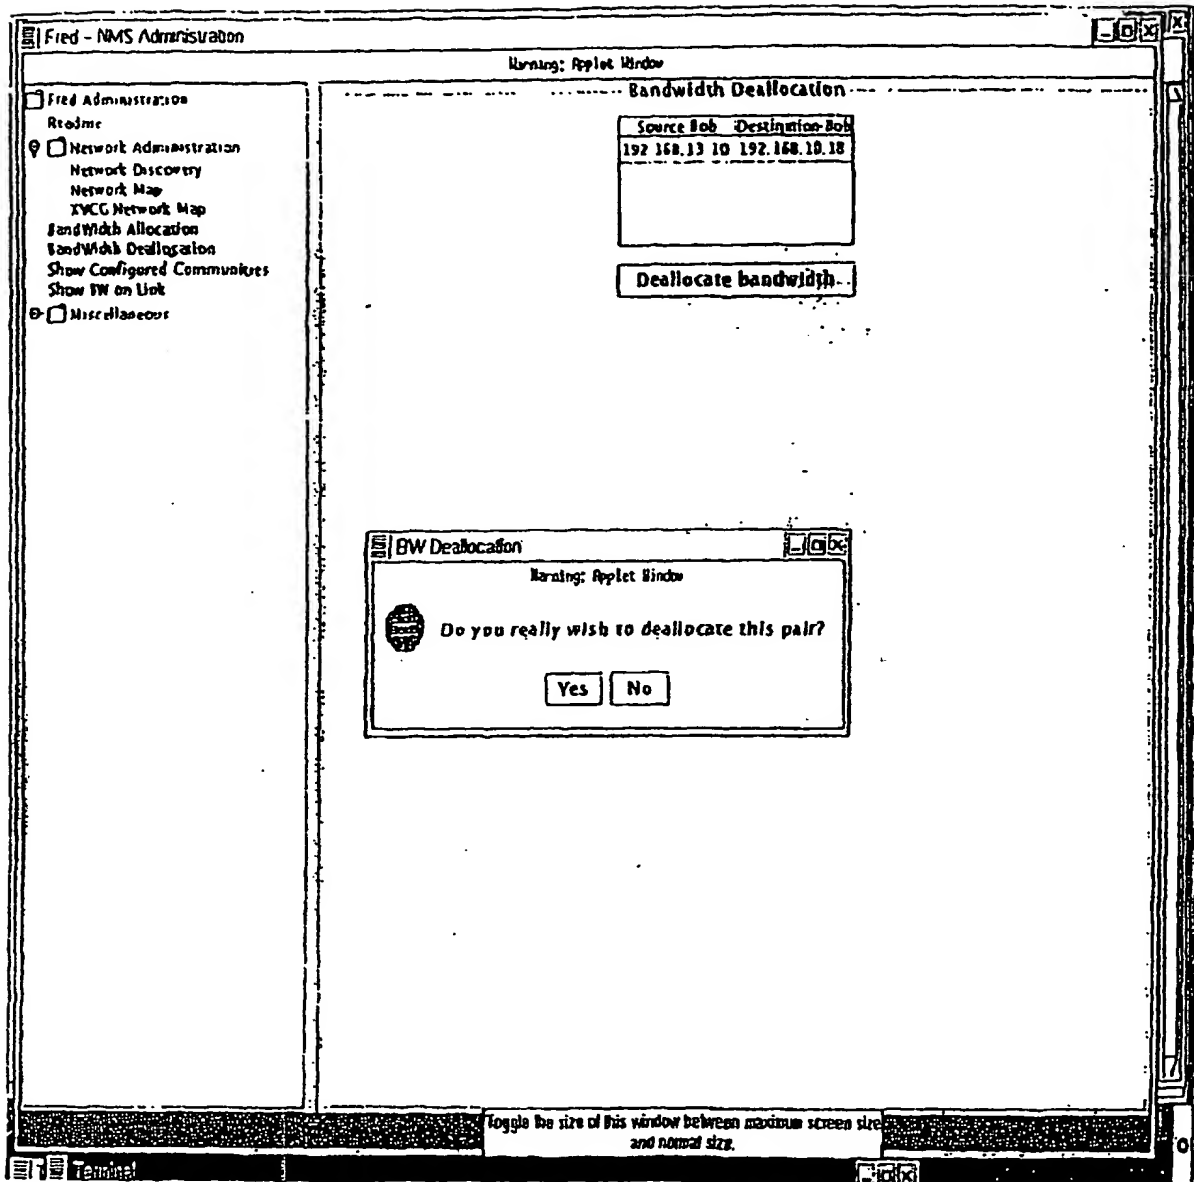 Fred - NMS Administration
Warning: Applet Window
Fred Administration
Readme
Network Administration
Network Discovery
Network Map
XYCG Network Map
BandWidth Allocation
BandWidth Deallocation
Show Configured Communities
Show BW on Link
Miscellaneous
Bandwidth Deallocation
Source Bob Destination Bob
192.168.13.10 192.168.10.18
Deallocate bandwidth
BW Deallocation
Warning: Applet Window
Do you really wish to deallocate this pair?
Yes No
Toggle the size of this window between maximum screen size
and normal size.
Terminal